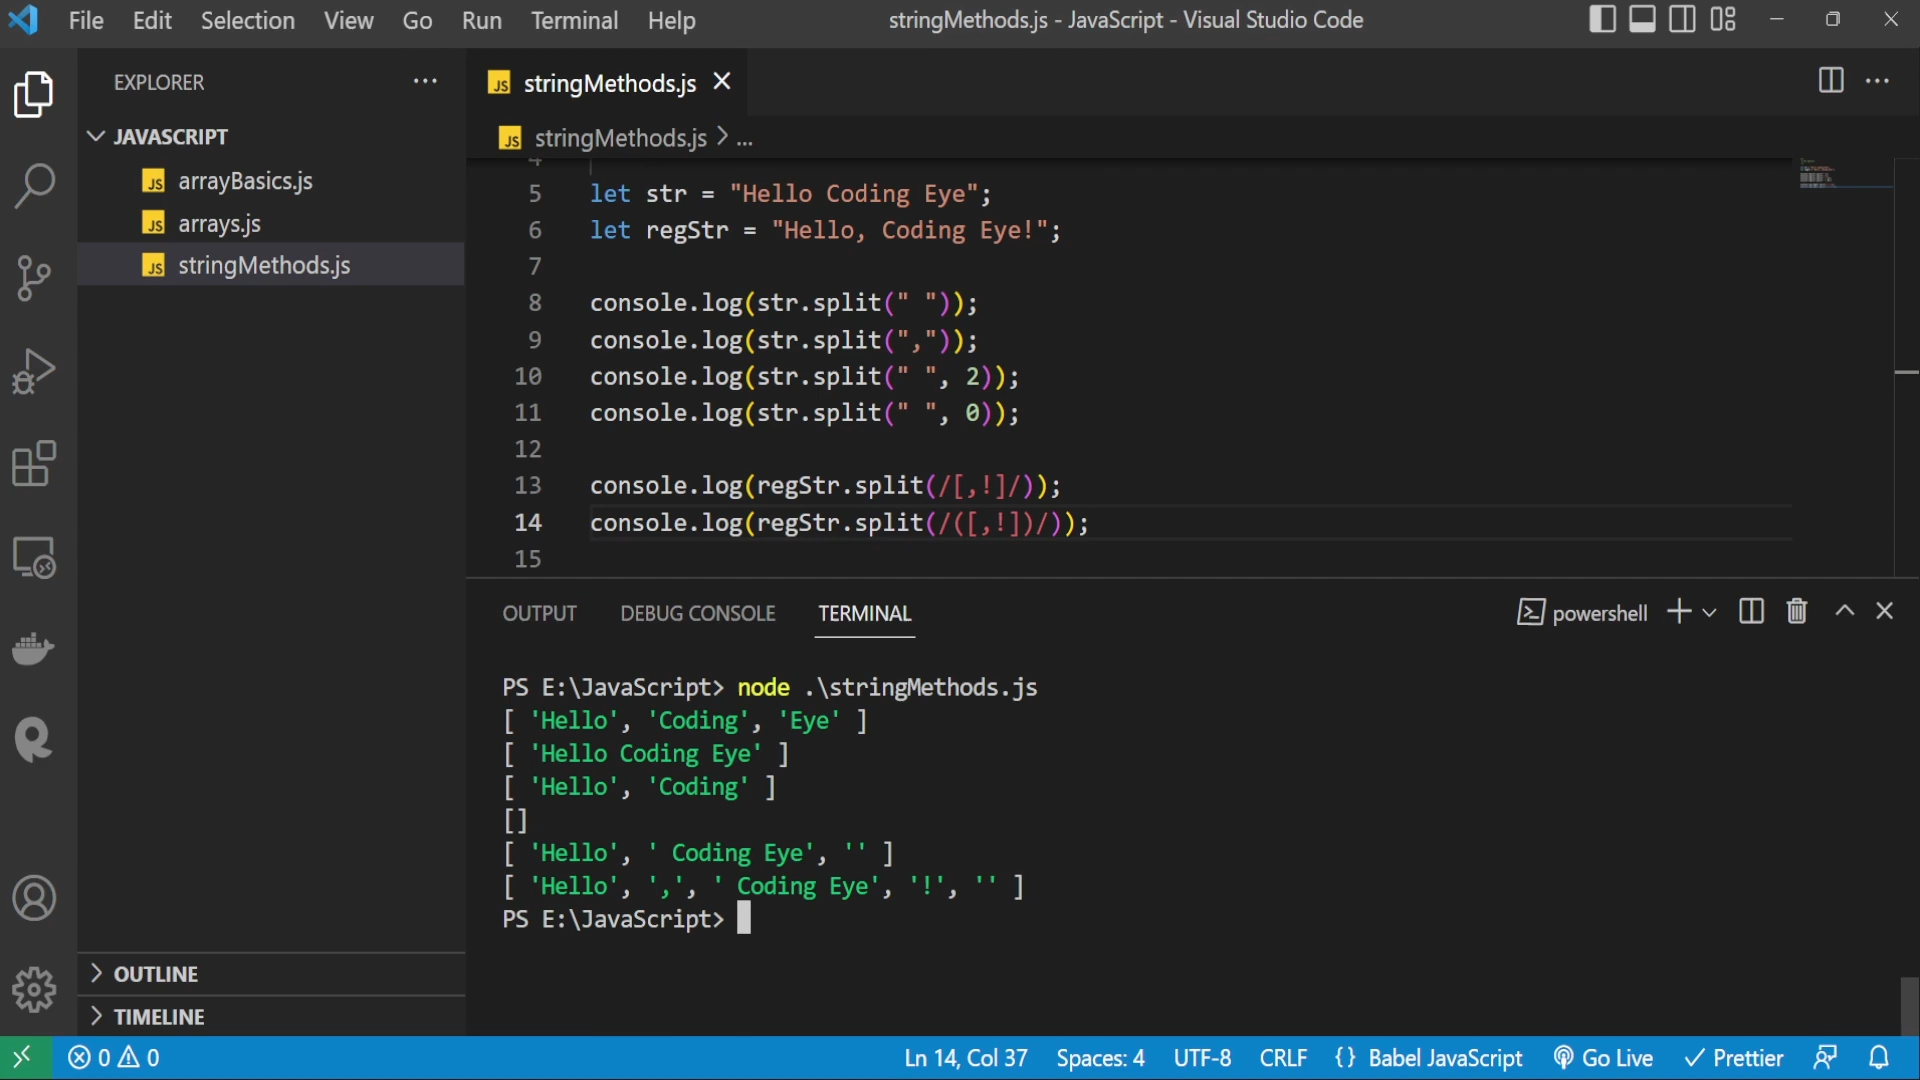 File Edit Selection View Go Run Terminal Help stringMethods.js - JavaScript - Visual Studio Code
EXPLORER
JAVASCRIPT
JS arrayBasics.js
JS arrays.js
JS stringMethods.js
OUTLINE
TIMELINE
JS stringMethods.js
JS stringMethods.js > ...
4
5 let str = "Hello Coding Eye";
6 let regStr = "Hello, Coding Eye!";
7
8 console.log(str.split(" "));
9 console.log(str.split(","));
10 console.log(str.split(" ", 2));
11 console.log(str.split(" ", 0));
12
13 console.log(regStr.split(/[,!]/));
14 console.log(regStr.split(/([,!])/));
15
OUTPUT DEBUG CONSOLE TERMINAL powershell
PS E:\JavaScript> node .\stringMethods.js
[ 'Hello', 'Coding', 'Eye' ]
[ 'Hello Coding Eye' ]
[ 'Hello', 'Coding' ]
[]
[ 'Hello', ' Coding Eye', '' ]
[ 'Hello', ',', ' Coding Eye', '!', '' ]
PS E:\JavaScript>
0 0 Ln 14, Col 37 Spaces: 4 UTF-8 CRLF {} Babel JavaScript Go Live Prettier